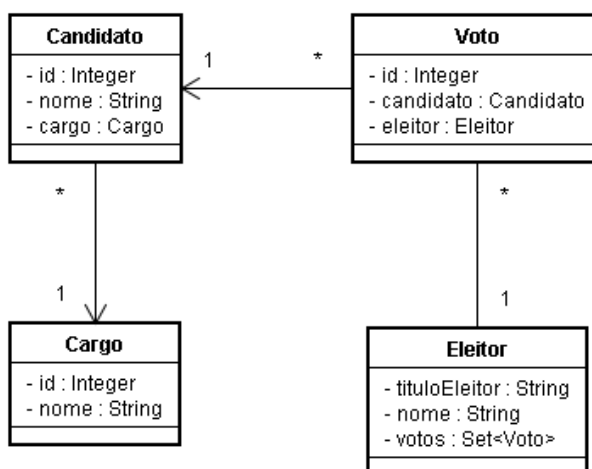 Candidato
- id : Integer
- nome : String
- cargo : Cargo
1
*
Voto
- id : Integer
- candidato : Candidato
- eleitor : Eleitor
*
1
*
1
Cargo
- id : Integer
- nome : String
Eleitor
- tituloEleitor : String
- nome : String
- votos : Set<Voto>